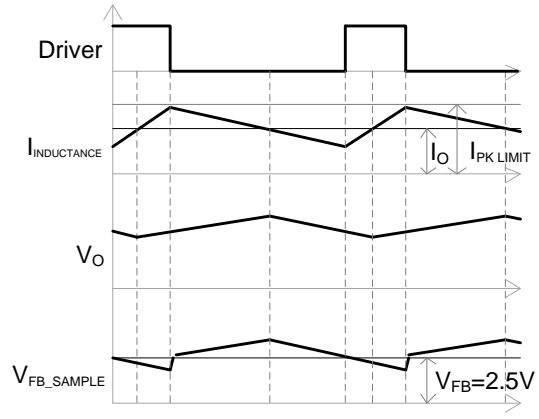 Driver
I_INDUCTANCE
I_O
I_PK LIMIT
V_O
V_FB_SAMPLE
V_FB=2.5V